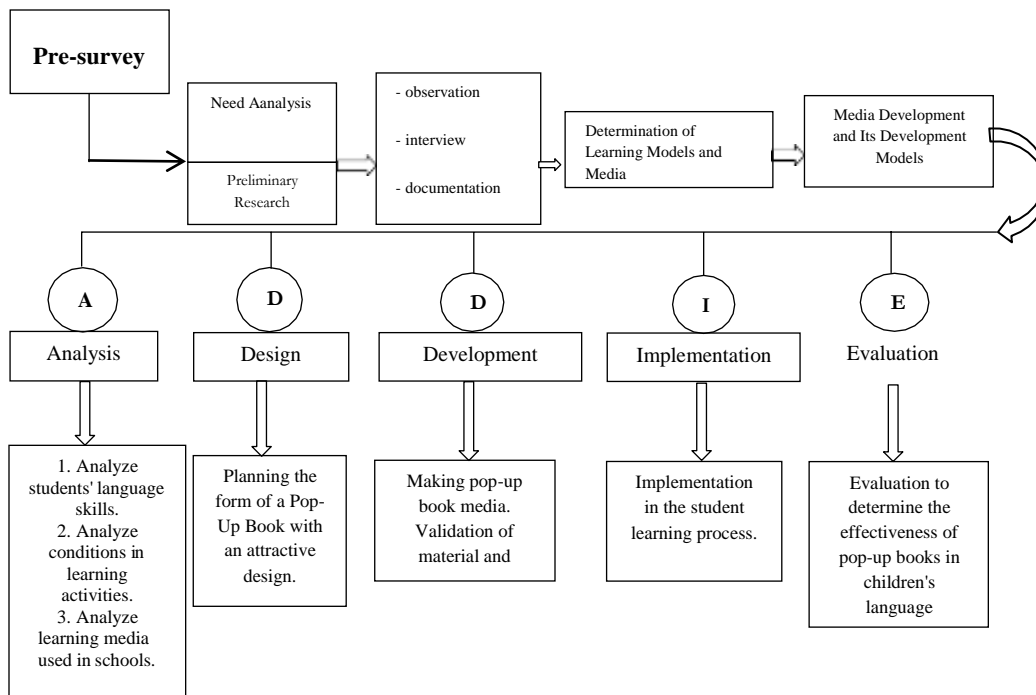 Pre-survey
Need Aanalysis
Preliminary
Research
- observation
- interview
- documentation
Determination of
Learning Models and
Media
Media Development
and Its Development
Models
A
D
D
I
E
Analysis
Design
Development
Implementation
Evaluation
1. Analyze
students' language
skills.
2. Analyze
conditions in
learning
activities.
3. Analyze
learning media
used in schools.
Planning the
form of a Pop-
Up Book with
an attractive
design.
Making pop-up
book media.
Validation of
material and
Implementation
in the student
learning process.
Evaluation to
determine the
effectiveness of
pop-up books in
children's
language